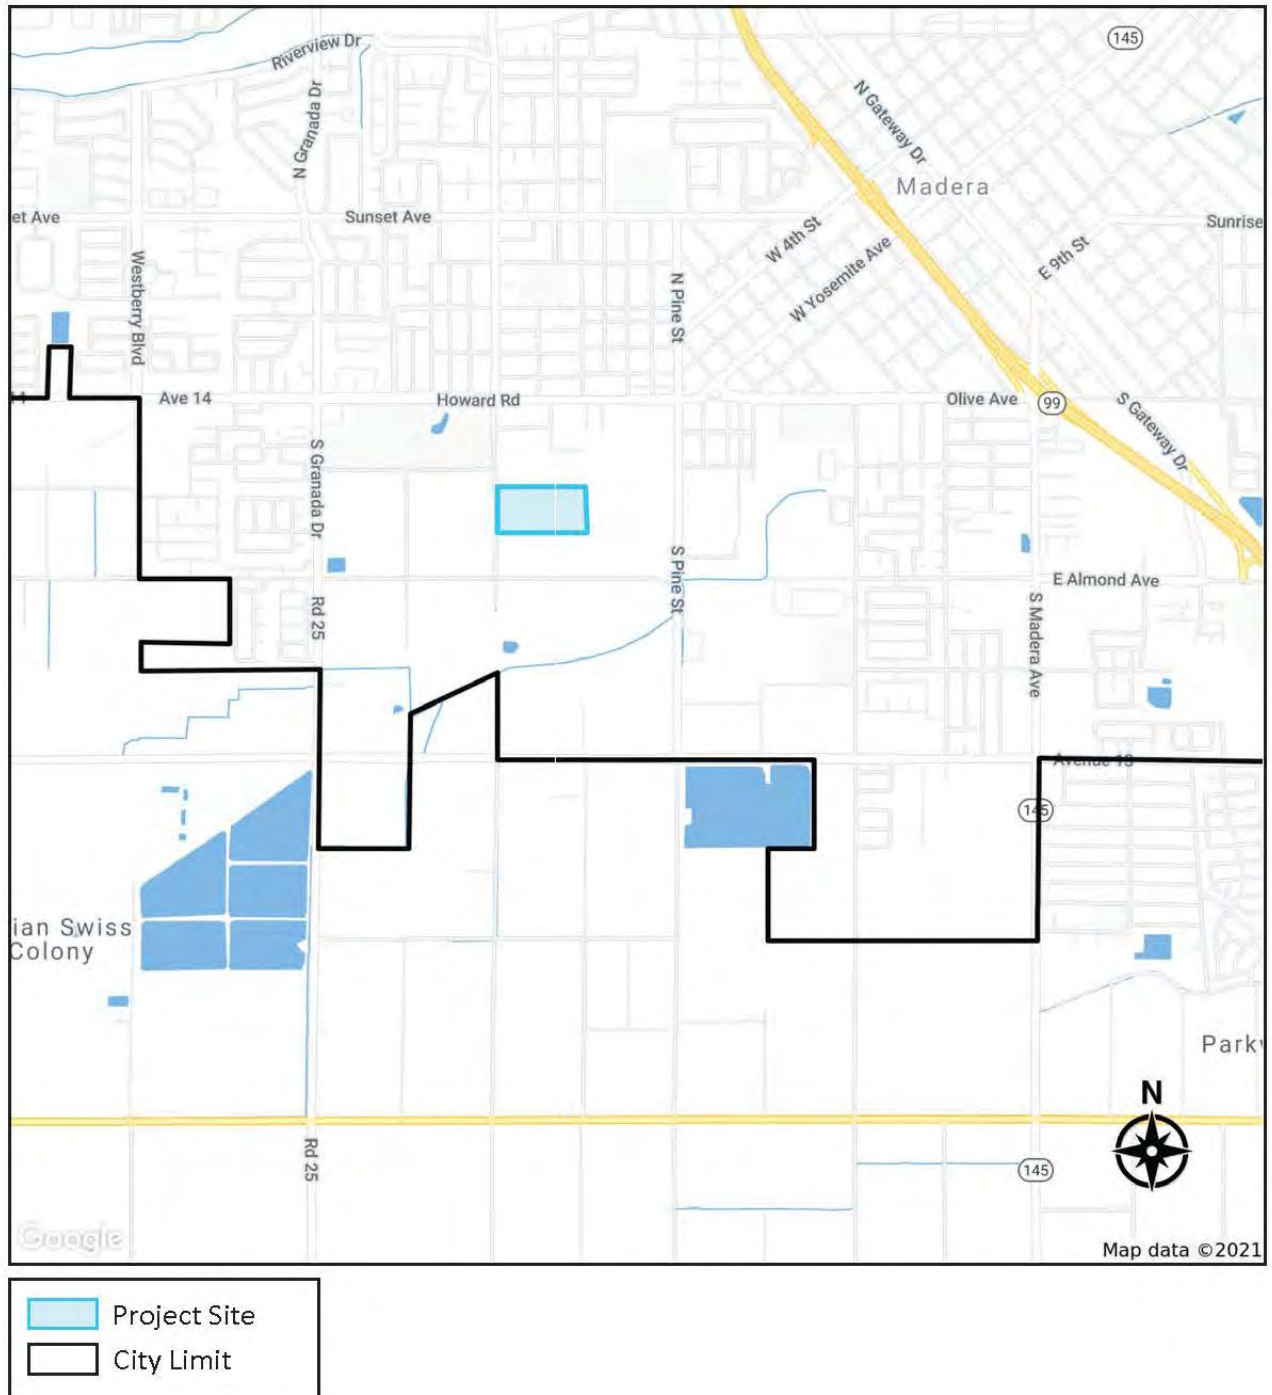 145
Riverview Dr
N Granada Dr
N Gateway Dr
Madera
et Ave
Sunset Ave
W 4th St
Sunrise
E 9th St
W Yosemite Ave
Westberry Blvd
N Pine St
Ave 14
Howard Rd
Olive Ave
99
S Gateway Dr
S Granada Dr
S Pine St
E Almond Ave
Rd 25
S Madera Ave
Avenue 13
145
ian Swiss
Colony
Park
N
Rd 25
145
Google
Map data ©2021
Project Site
City Limit